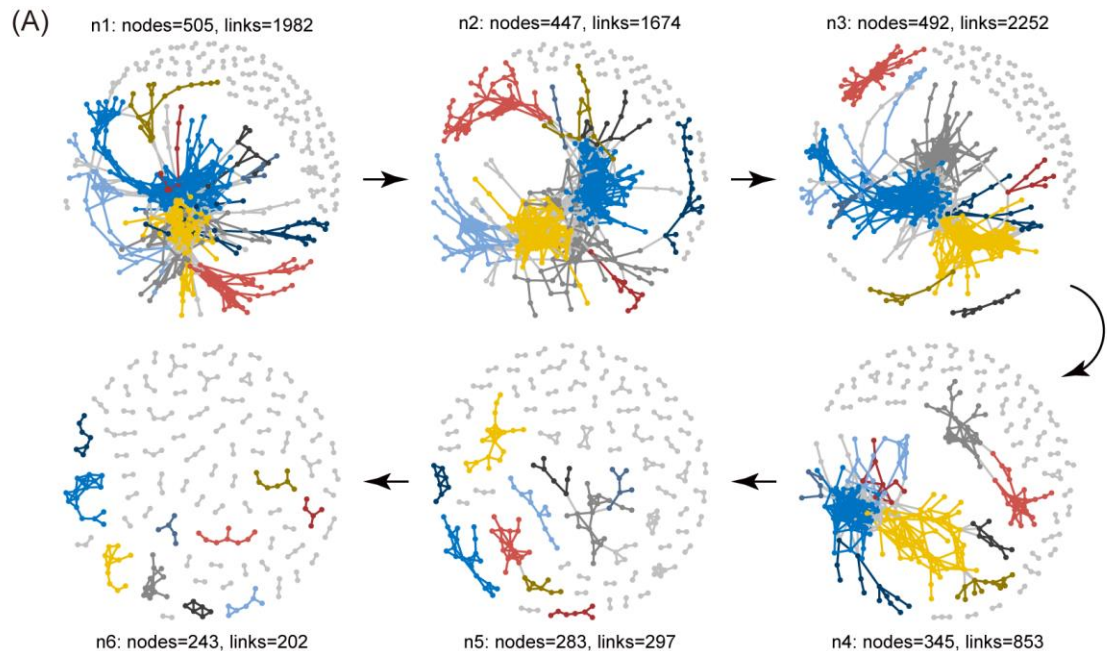 (A)
n1: nodes=505, links=1982
n2: nodes=447, links=1674
n3: nodes=492, links=2252
n6: nodes=243, links=202
n5: nodes=283, links=297
n4: nodes=345, links=853